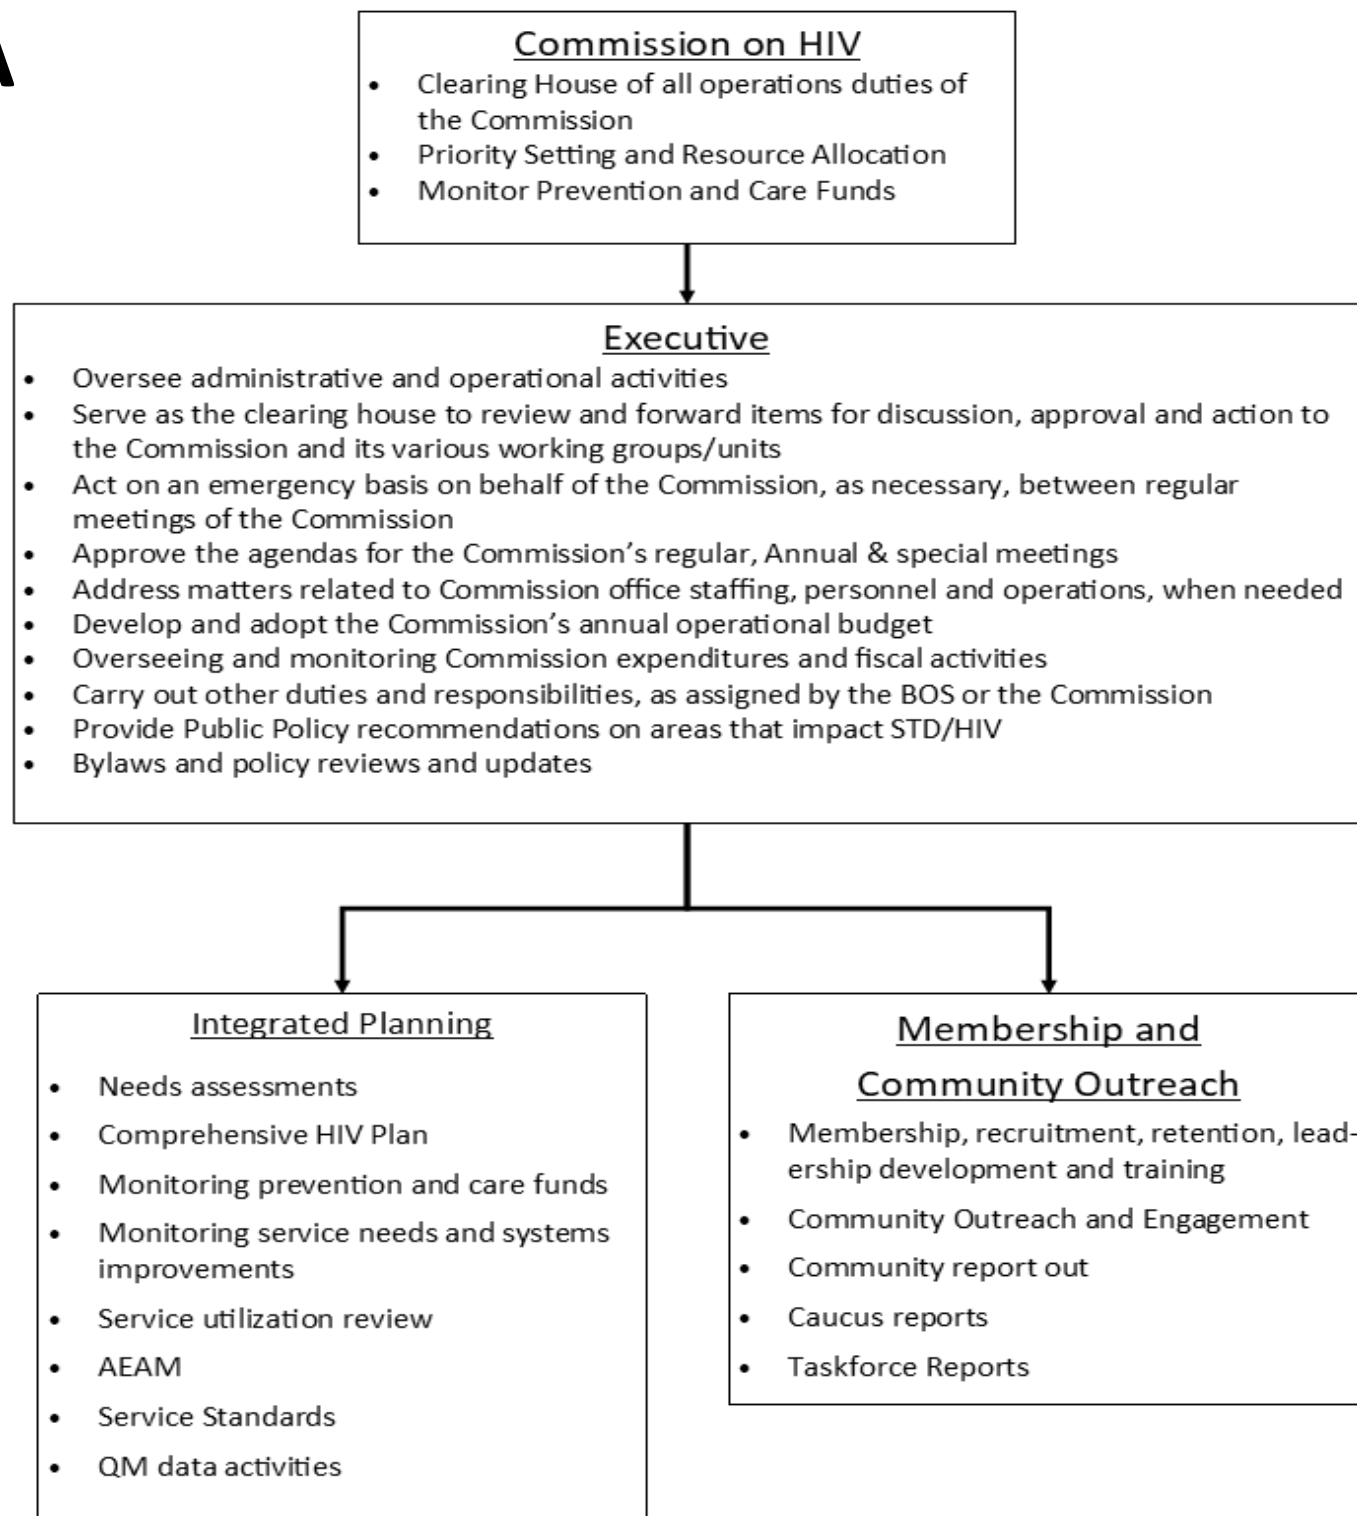 A
Commission on HIV
• Clearing House of all operations duties of
the Commission
• Priority Setting and Resource Allocation
• Monitor Prevention and Care Funds
Executive
• Oversee administrative and operational activities
• Serve as the clearing house to review and forward items for discussion, approval and action to
the Commission and its various working groups/units
• Act on an emergency basis on behalf of the Commission, as necessary, between regular
meetings of the Commission
• Approve the agendas for the Commission’s regular, Annual & special meetings
• Address matters related to Commission office staffing, personnel and operations, when needed
• Develop and adopt the Commission’s annual operational budget
• Overseeing and monitoring Commission expenditures and fiscal activities
• Carry out other duties and responsibilities, as assigned by the BOS or the Commission
• Provide Public Policy recommendations on areas that impact STD/HIV
• Bylaws and policy reviews and updates
Integrated Planning
• Needs assessments
• Comprehensive HIV Plan
• Monitoring prevention and care funds
• Monitoring service needs and systems
improvements
• Service utilization review
• AEAM
• Service Standards
• QM data activities
Membership and
Community Outreach
• Membership, recruitment, retention, lead-
ership development and training
• Community Outreach and Engagement
• Community report out
• Caucus reports
• Taskforce Reports